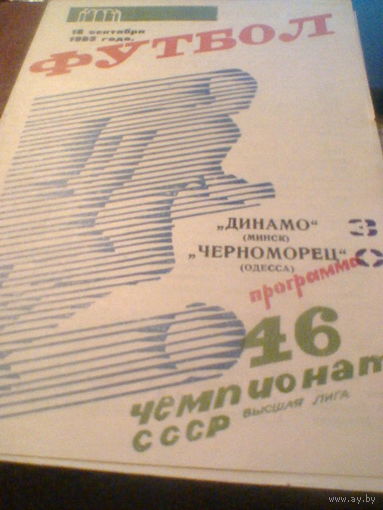 18 сентября
1983 года.
ФУТБОЛ
„ДИНАМО“ 3
(МИНСК)
„ЧЕРНОМОРЕЦ“ 0
(ОДЕССА)
программа
46
чемпионат
СССР ВЫСШАЯ ЛИГА
www.ay.by